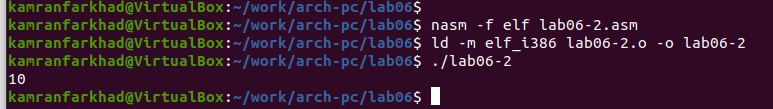 kamranfarkhad@VirtualBox:~/work/arch-pc/lab06$
kamranfarkhad@VirtualBox:~/work/arch-pc/lab06$ nasm -f elf lab06-2.asm
kamranfarkhad@VirtualBox:~/work/arch-pc/lab06$ ld -m elf_i386 lab06-2.o -o lab06-2
kamranfarkhad@VirtualBox:~/work/arch-pc/lab06$ ./lab06-2
10
kamranfarkhad@VirtualBox:~/work/arch-pc/lab06$